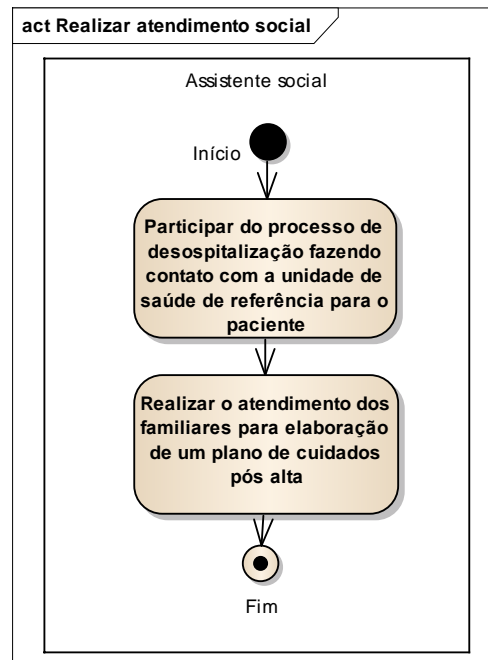 act Realizar atendimento social
Assistente social
Início
Participar do processo de
desospitalização fazendo
contato com a unidade de
saúde de referência para o
paciente
Realizar o atendimento dos
familiares para elaboração
de um plano de cuidados
pós alta
Fim